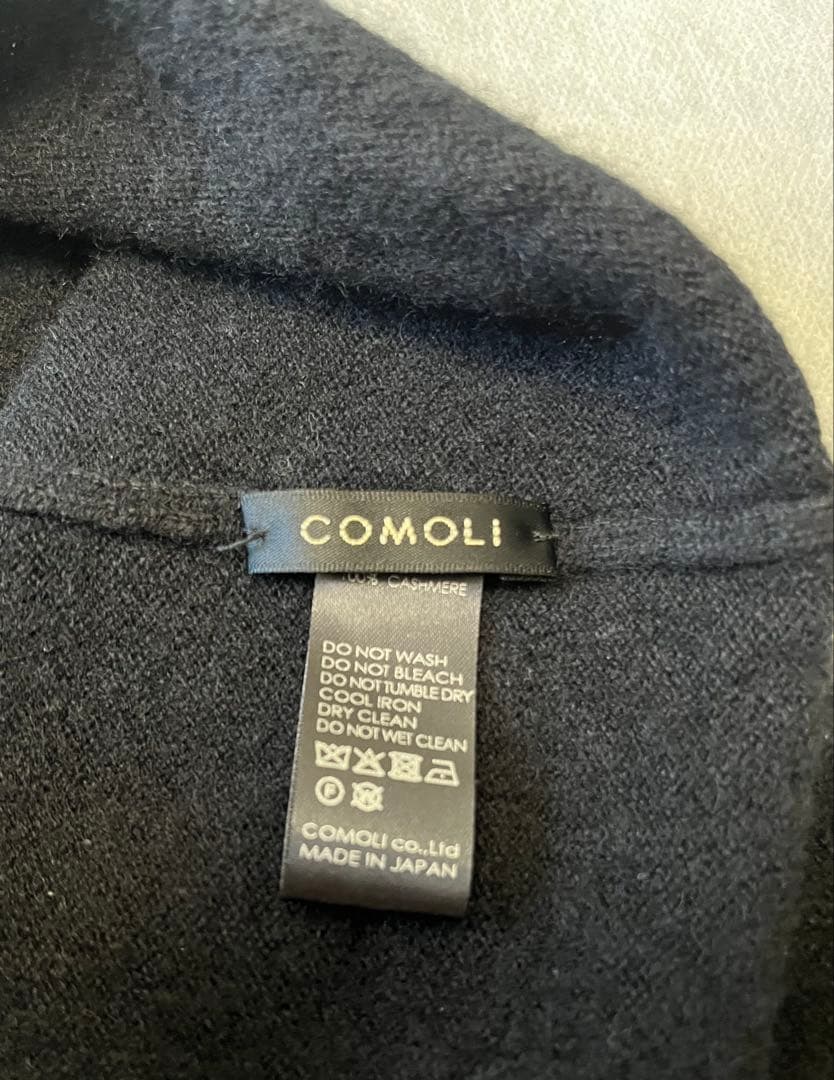 COMOLI
100% CASHMERE
DO NOT WASH
DO NOT BLEACH
DO NOT TUMBLE DRY
COOL IRON
DRY CLEAN
DO NOT WET CLEAN
F W
COMOLI co.,Ltd
MADE IN JAPAN